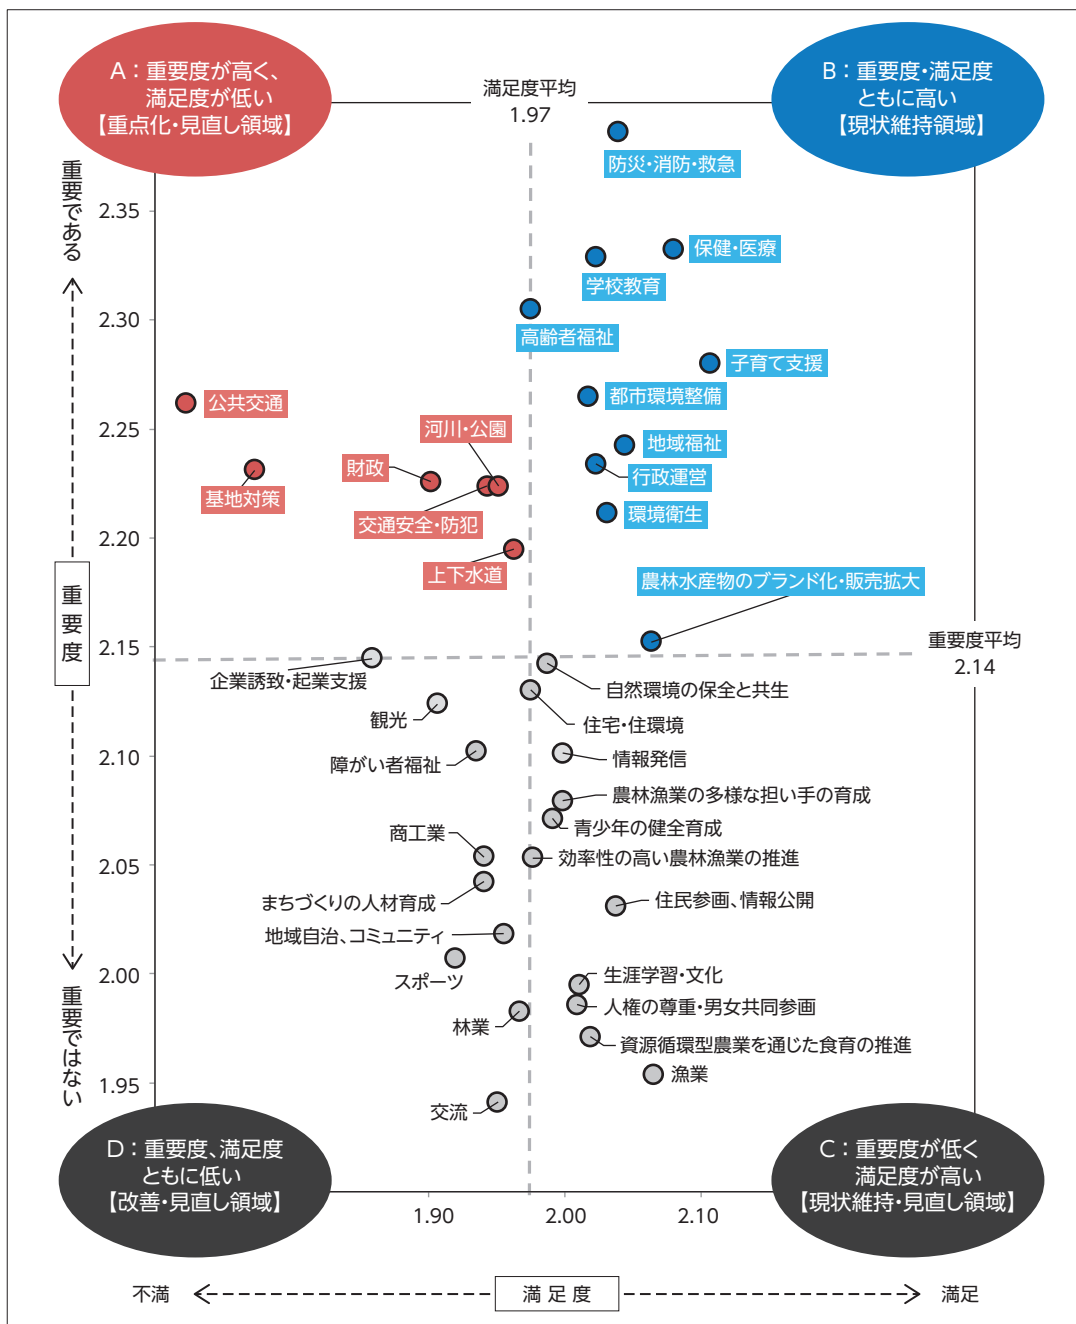 A：重要度が高く、
満足度が低い
【重点化・見直し領域】
満足度平均
1.97
B：重要度・満足度
ともに高い
【現状維持領域】
防災・消防・救急
重要である
2.35
保健・医療
学校教育
2.30
高齢者福祉
子育て支援
公共交通
都市環境整備
2.25
河川・公園
地域福祉
財政
行政運営
基地対策
交通安全・防犯
環境衛生
2.20
上下水道
農林水産物のブランド化・販売拡大
重要度
2.15
重要度平均
2.14
企業誘致・起業支援
自然環境の保全と共生
観光
住宅・住環境
2.10
障がい者福祉
情報発信
農林漁業の多様な担い手の育成
青少年の健全育成
商工業
2.05
効率性の高い農林漁業の推進
まちづくりの人材育成
住民参画、情報公開
地域自治、コミュニティ
2.00
スポーツ
生涯学習・文化
重要ではない
林業
人権の尊重・男女共同参画
資源循環型農業を通じた食育の推進
1.95
漁業
交流
D：重要度、満足度
ともに低い
【改善・見直し領域】
C：重要度が低く
満足度が高い
【現状維持・見直し領域】
1.90
2.00
2.10
不満
満足度
満足